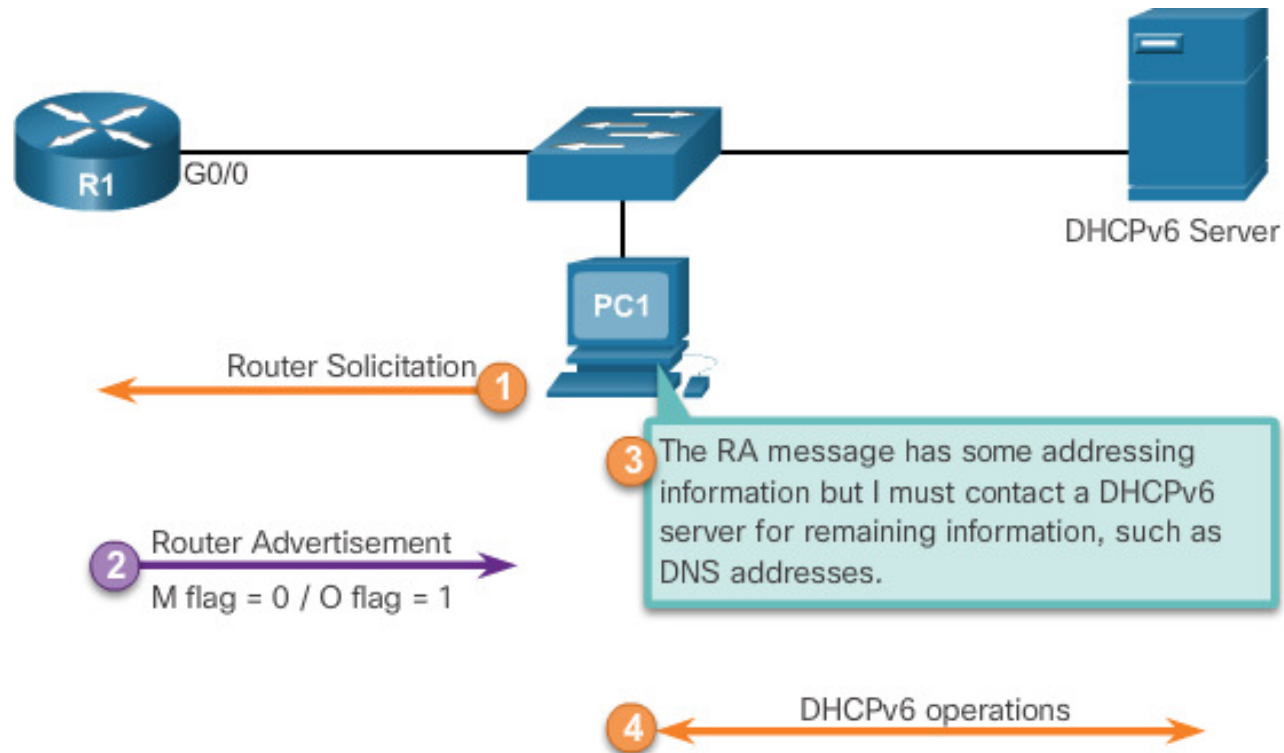 R1
G0/0
DHCPv6 Server
PC1
Router Solicitation
1
3
The RA message has some addressing
information but I must contact a DHCPv6
server for remaining information, such as
DNS addresses.
2
Router Advertisement
M flag = 0 / O flag = 1
4
DHCPv6 operations